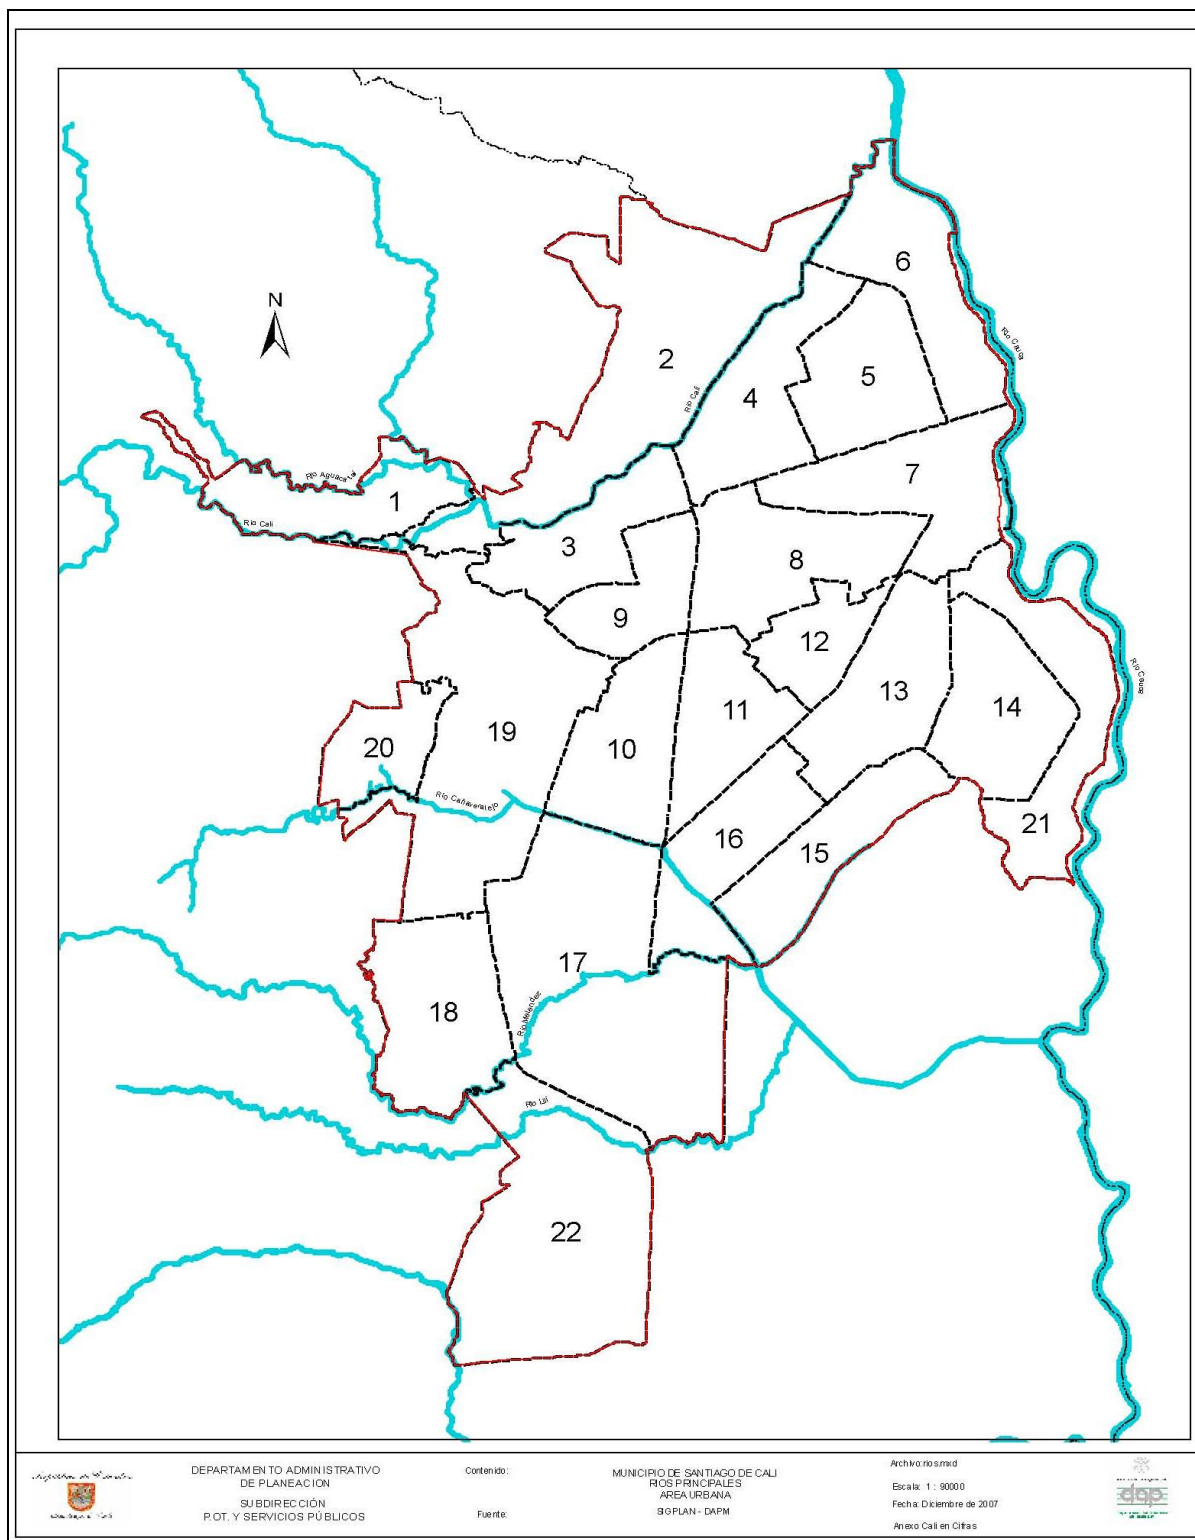 N
6
2
5
4
Río Cauca
Río Cali
7
Río Aguacatal
1
Río Cali
3
8
9
12
13
Río Cauca
11
14
19
10
20
Río Cañaveralejo
21
16
15
17
18
Río Melendez
Río Lili
22
DEPARTAMENTO ADMINISTRATIVO
DE PLANEACION
SUBDIRECCIÓN
P.O.T. Y SERVICIOS PÚBLICOS
Contenido:
Fuente:
MUNICIPIO DE SANTIAGO DE CALI
RIOS PRINCIPALES
AREA URBANA
SIGPLAN - DAPM
Archivo:rios.mxd
Escala: 1 : 90000
Fecha: Diciembre de 2007
Anexo Cali en Cifras
dap